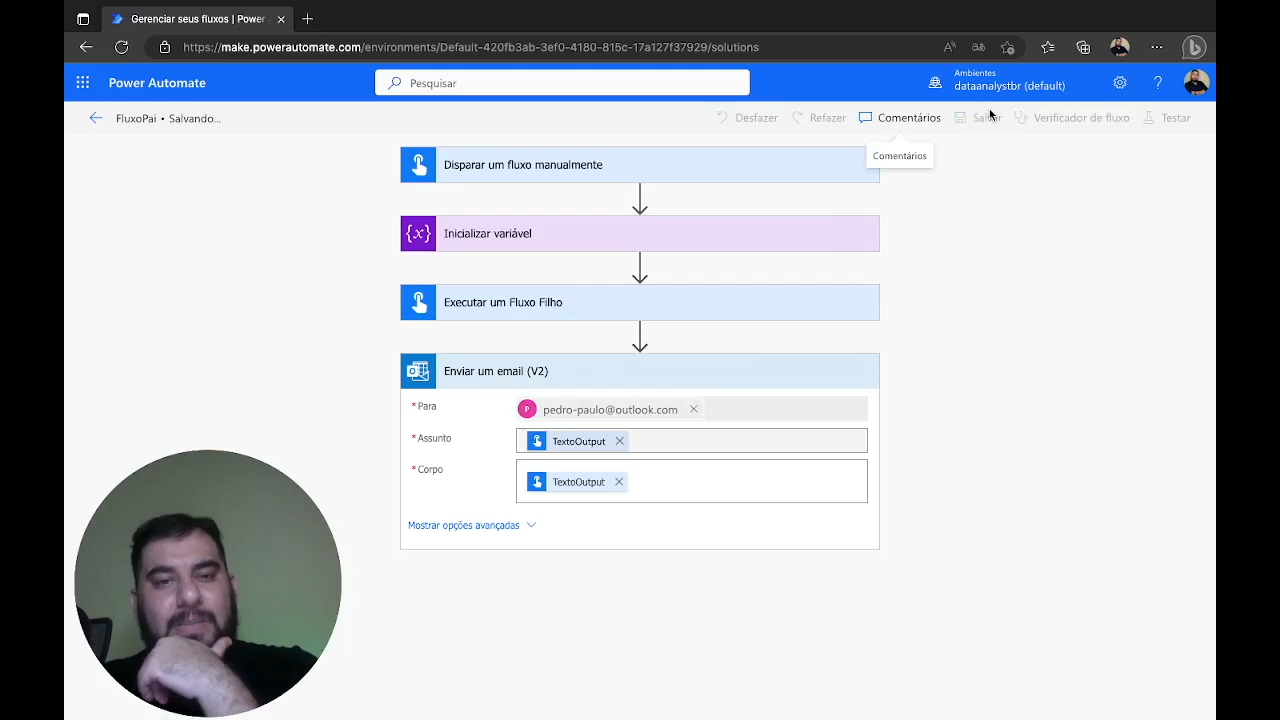 Gerenciar seus fluxos | Power
https://make.powerautomate.com/environments/Default-420fb3ab-3ef0-4180-815c-17a127f37929/solutions
Power Automate
Pesquisar
Ambientes
dataanalystbr (default)
FluxoPai • Salvando...
Desfazer
Refazer
Comentários
Salvar
Verificador de fluxo
Testar
Comentários
Disparar um fluxo manualmente
{x}
Inicializar variável
Executar um Fluxo Filho
Enviar um email (V2)
*Para
P
pedro-paulo@outlook.com
*Assunto
TextoOutput
*Corpo
TextoOutput
Mostrar opções avançadas